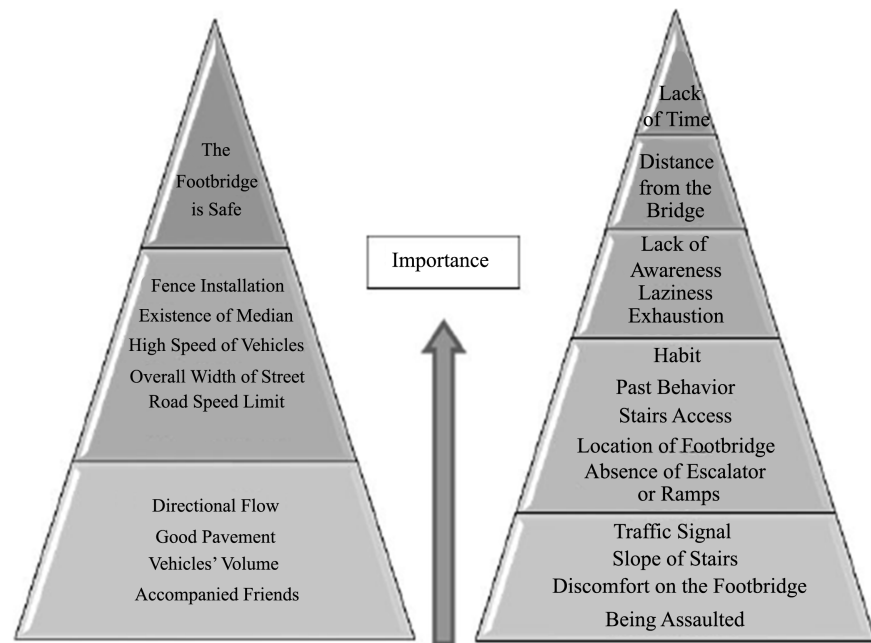 The
Footbridge
is Safe
Fence Installation
Existence of Median
High Speed of Vehicles
Overall Width of Street
Road Speed Limit
Directional Flow
Good Pavement
Vehicles' Volume
Accompanied Friends
Importance
Lack
of Time
Distance
from the
Bridge
Lack of
Awareness
Laziness
Exhaustion
Habit
Past Behavior
Stairs Access
Location of Footbridge
Absence of Escalator
or Ramps
Traffic Signal
Slope of Stairs
Discomfort on the Footbridge
Being Assaulted